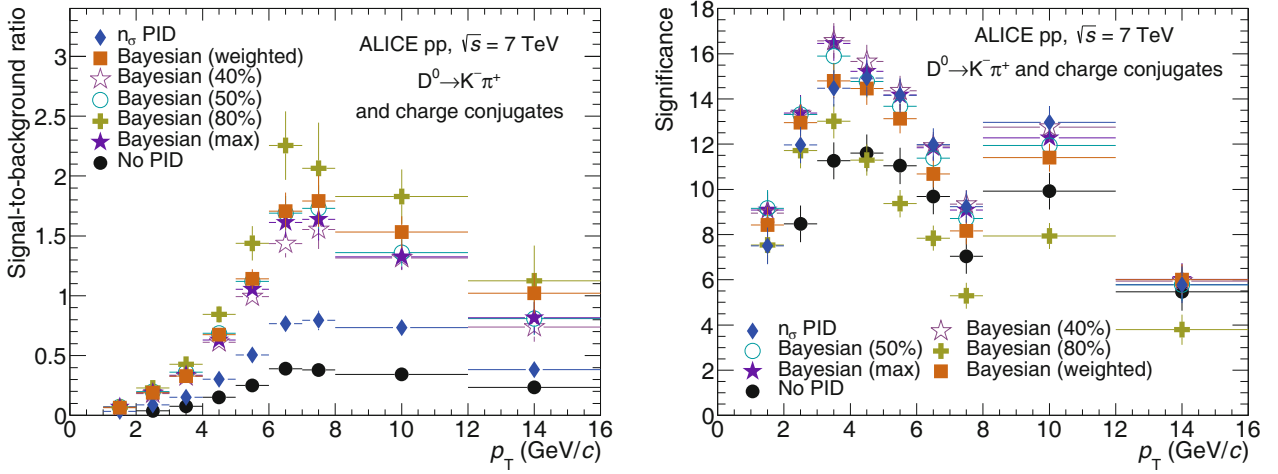 Signal-to-background ratio
3
2.5
2
1.5
1
0.5
0
n_σ PID
Bayesian (weighted)
Bayesian (40%)
Bayesian (50%)
Bayesian (80%)
Bayesian (max)
No PID
ALICE pp, √s = 7 TeV
D⁰→K⁻π⁺
and charge conjugates
0 2 4 6 8 10 12 14 16
p_T (GeV/c)
Significance
18
16
14
12
10
8
6
4
2
0
ALICE pp, √s = 7 TeV
D⁰→K⁻π⁺ and charge conjugates
n_σ PID Bayesian (40%)
Bayesian (50%) Bayesian (80%)
Bayesian (max) Bayesian (weighted)
No PID
0 2 4 6 8 10 12 14 16
p_T (GeV/c)